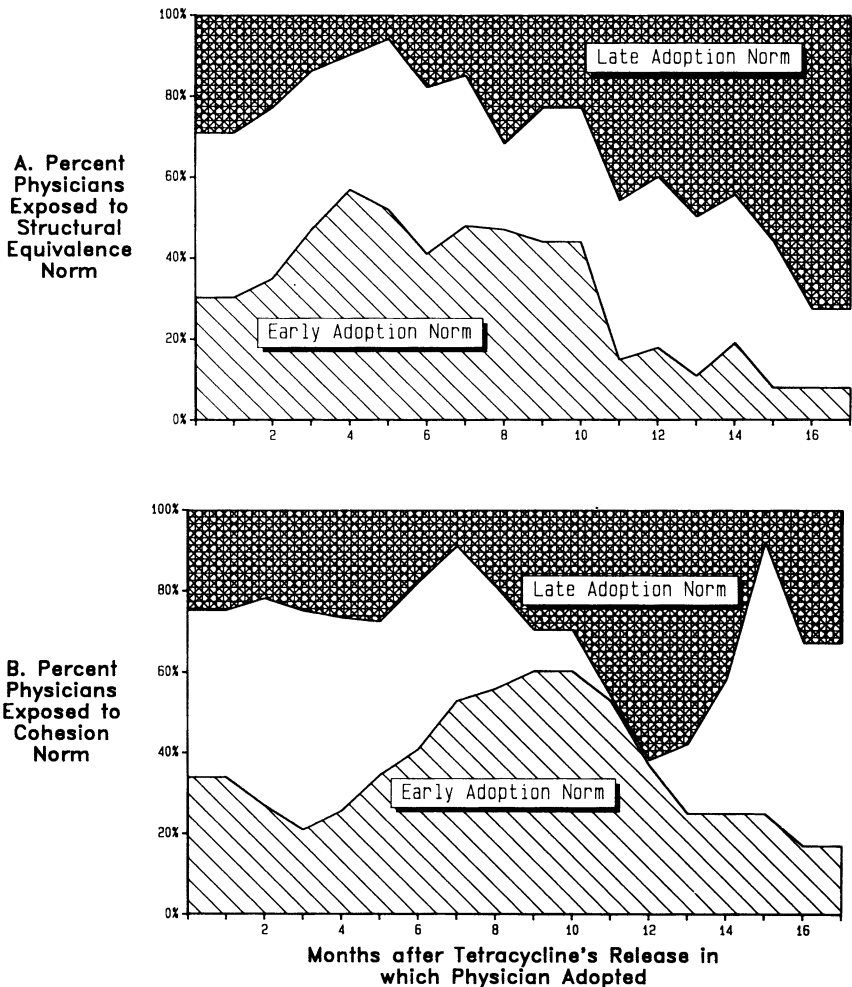 100%
80%
60%
40%
20%
0%
A. Percent
Physicians
Exposed to
Structural
Equivalence
Norm
Late Adoption Norm
Early Adoption Norm
2 4 6 8 10 12 14 16
100%
80%
60%
40%
20%
0%
B. Percent
Physicians
Exposed to
Cohesion
Norm
Late Adoption Norm
Early Adoption Norm
2 4 6 8 10 12 14 16
Months after Tetracycline's Release in
which Physician Adopted